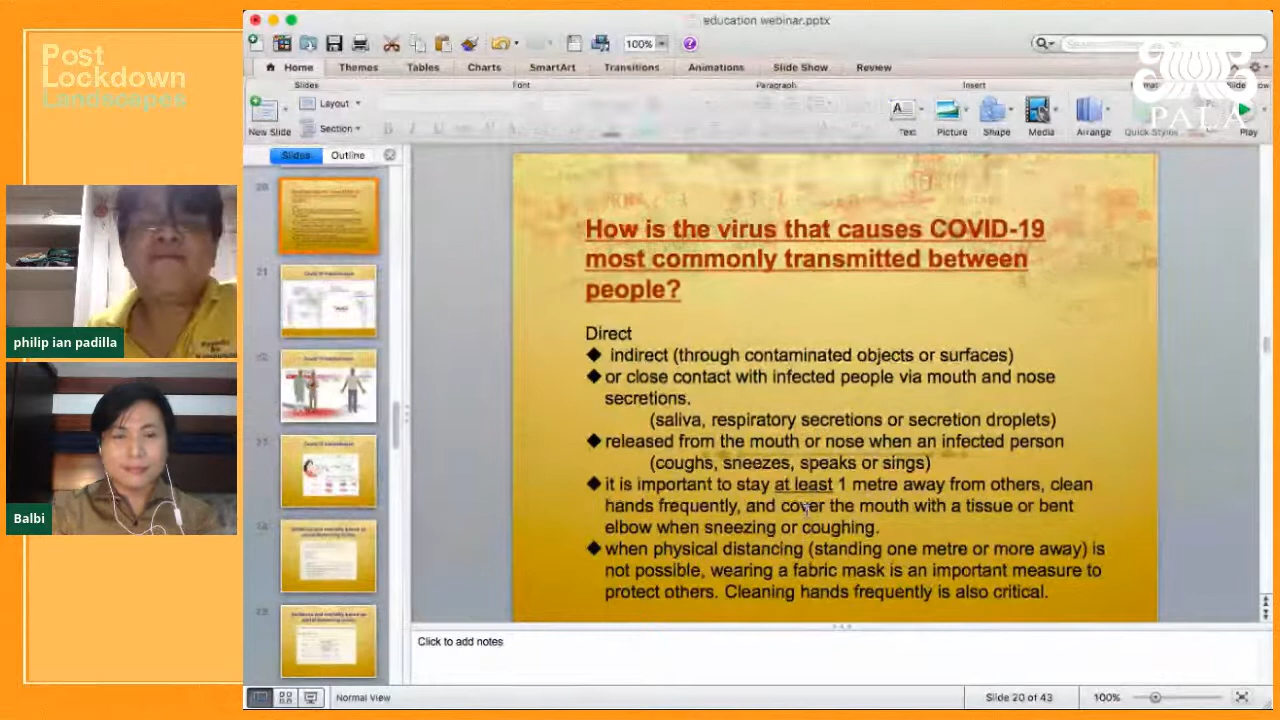 Post
Lockdown
Landscapes
philip ian padilla
Balbi
education webinar.pptx
100%
Home
Themes
Tables
Charts
SmartArt
Transitions
Animations
Slide Show
Review
Slides
Font
Paragraph
Insert
New Slide
Layout
Section
Text
Picture
Shape
Media
Arrange
Quick Styles
Play
PALA
Slides
Outline
20
21
How is the virus that causes COVID-19
most commonly transmitted between
people?
Direct
◆ indirect (through contaminated objects or surfaces)
◆ or close contact with infected people via mouth and nose
secretions.
(saliva, respiratory secretions or secretion droplets)
◆ released from the mouth or nose when an infected person
(coughs, sneezes, speaks or sings)
◆ it is important to stay at least 1 metre away from others, clean
hands frequently, and cover the mouth with a tissue or bent
elbow when sneezing or coughing.
◆ when physical distancing (standing one metre or more away) is
not possible, wearing a fabric mask is an important measure to
protect others. Cleaning hands frequently is also critical.
Click to add notes
Normal View
Slide 20 of 43
100%